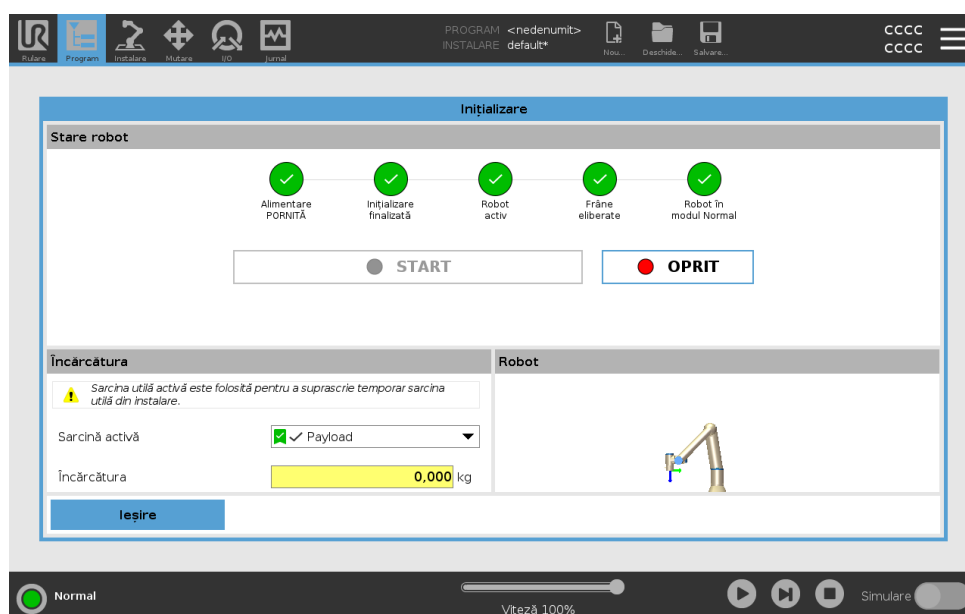 PROGRAM <nedenumit>
INSTALARE default*
cccc
cccc
Rulare
Program
Instalare
Mutare
I/O
Jurnal
Nou...
Deschide...
Salvare...
Inițializare
Stare robot
Alimentare
PORNITĂ
Inițializare
finalizată
Robot
activ
Frâne
eliberate
Robot în
modul Normal
START
OPRIT
Încărcătura
Robot
Sarcina utilă activă este folosită pentru a suprascrie temporar sarcina
utilă din instalare.
Sarcină activă
Payload
Încărcătura
0,000 kg
Ieșire
Normal
Viteză 100%
Simulare